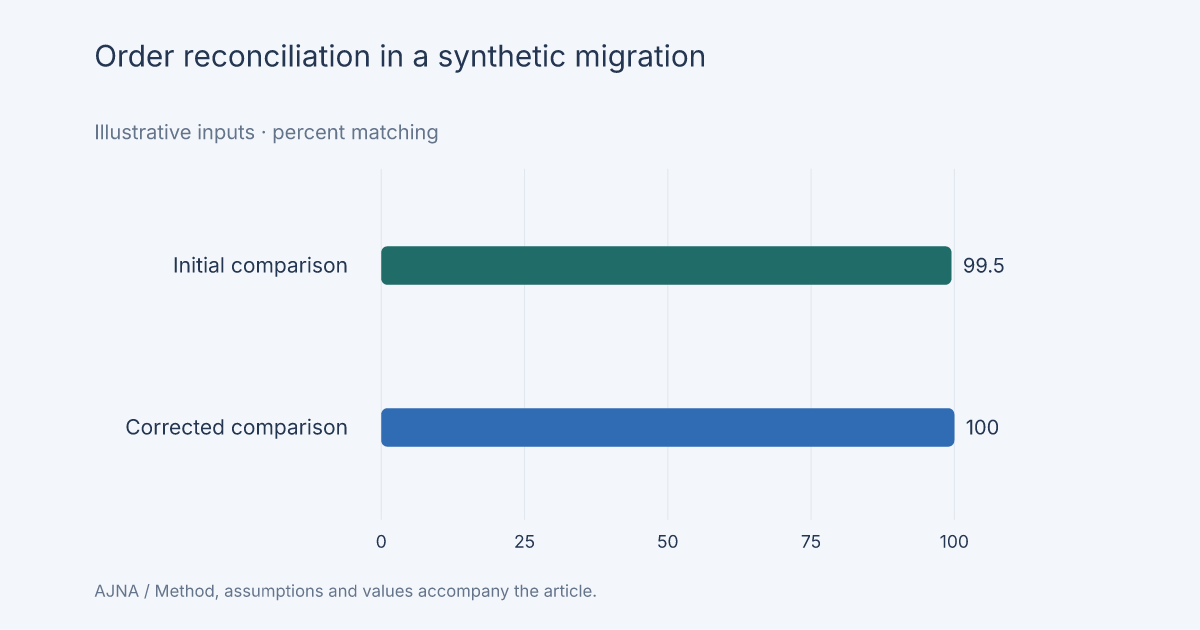 Order reconciliation in a synthetic migration
Illustrative inputs · percent matching
Initial comparison 99.5
Corrected comparison 100
0 25 50 75 100
AJNA / Method, assumptions and values accompany the article.